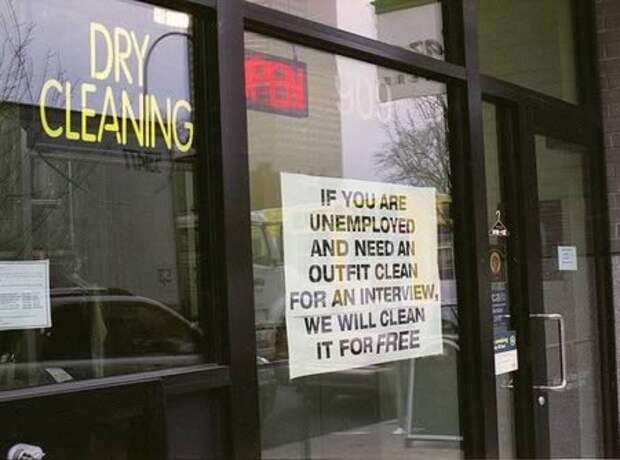 DRY
CLEANING
OPEN
909
IF YOU ARE
UNEMPLOYED
AND NEED AN
OUTFIT CLEAN
FOR AN INTERVIEW,
WE WILL CLEAN
IT FOR FREE